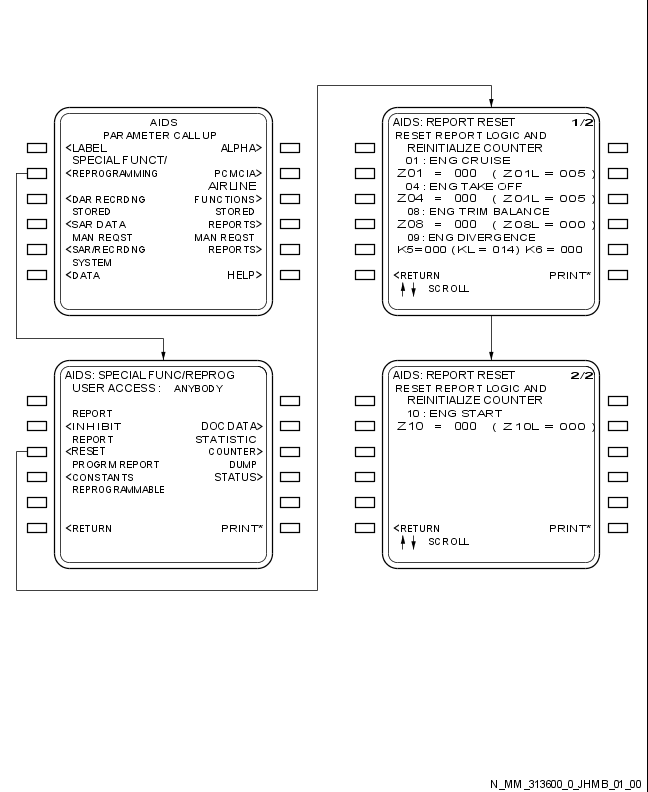 AIDS
PARAMETER CALL UP
<LABEL ALPHA>
SPECIAL FUNCT/
<REPROGRAMMING PCMCIA>
AIRLINE
<DAR RECRDNG FUNCTIONS>
STORED STORED
<SAR DATA REPORTS>
MAN REQST MAN REQST
<SAR/RECRDNG REPORTS>
SYSTEM
<DATA HELP>
AIDS: REPORT RESET 1/2
RESET REPORT LOGIC AND
REINITIALIZE COUNTER
01 : ENG CRUISE
Z01 = 000 ( Z01L = 005 )
04 : ENG TAKE OFF
Z04 = 000 ( Z04L = 005 )
08 : ENG TRIM BALANCE
Z08 = 000 ( Z08L = 000 )
09 : ENG DIVERGENCE
K5=000 (KL = 014) K6 = 000
<RETURN PRINT*
SCROLL
AIDS: SPECIAL FUNC/REPROG
USER ACCESS : ANYBODY
REPORT
<INHIBIT DOC DATA>
REPORT STATISTIC
<RESET COUNTER>
PROGRM REPORT DUMP
<CONSTANTS STATUS>
REPROGRAMMABLE
<RETURN PRINT*
AIDS: REPORT RESET 2/2
RESET REPORT LOGIC AND
REINITIALIZE COUNTER
10 : ENG START
Z10 = 000 ( Z10L = 000 )
<RETURN PRINT*
SCROLL
N_MM_313600_0_JHMB_01_00